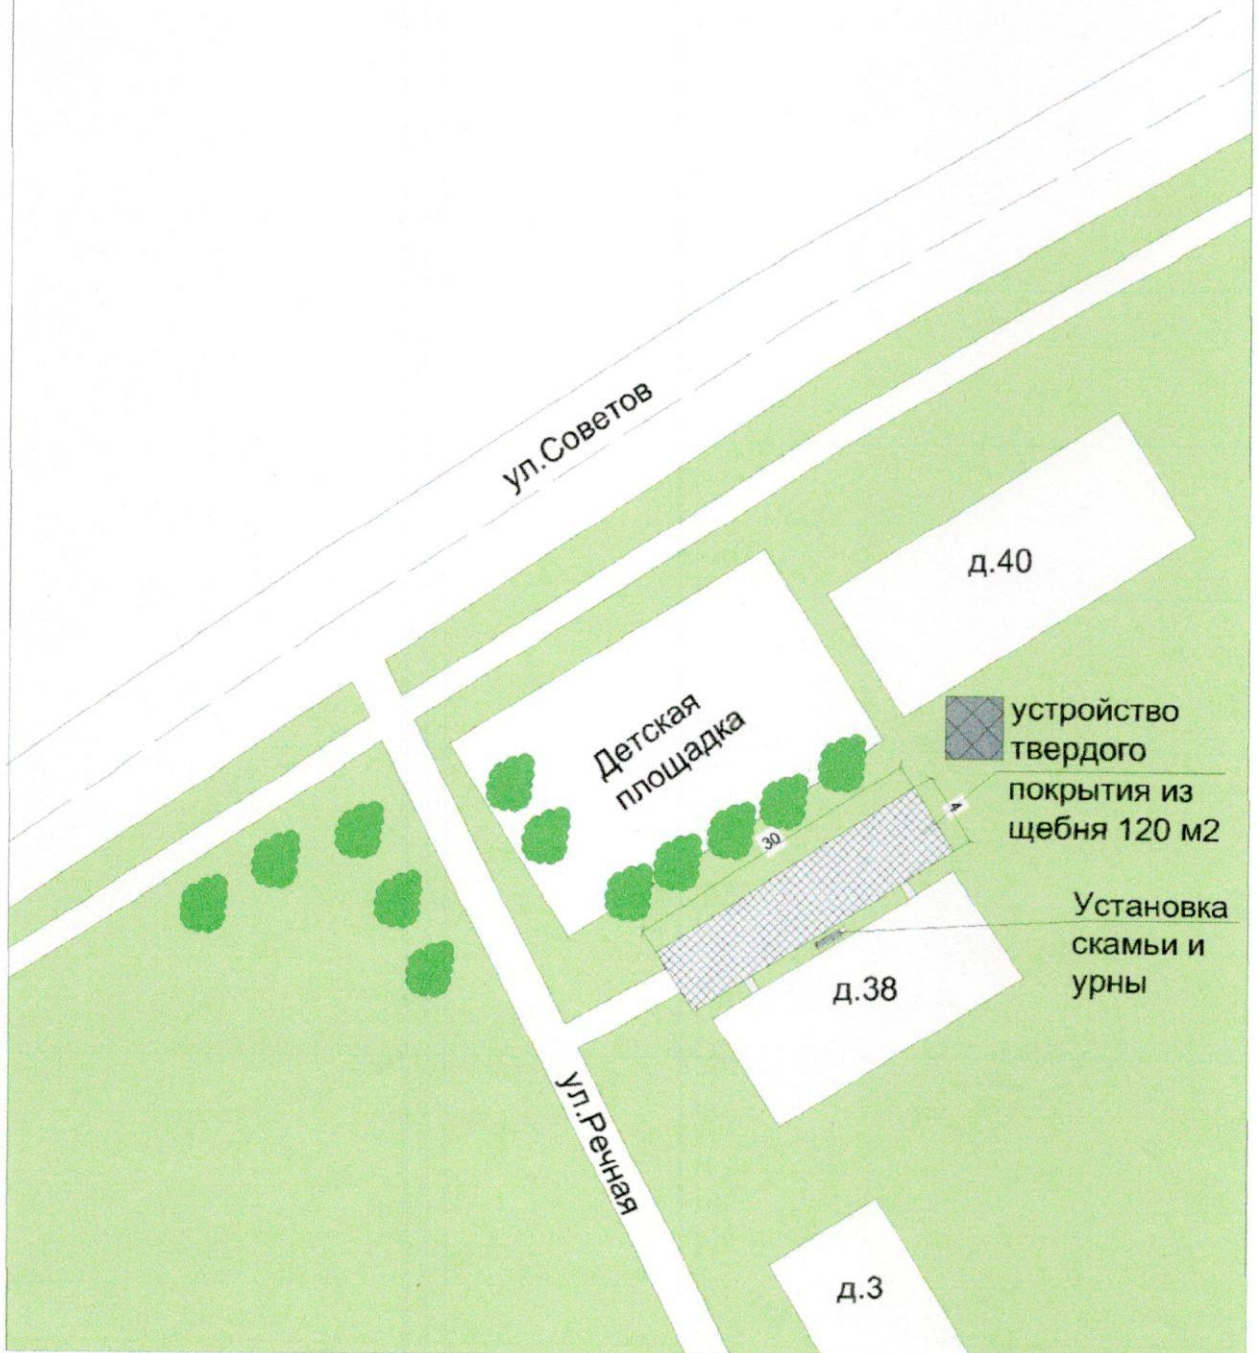 ул.Советов
д.40
Детская
площадка
устройство
твердого
покрытия из
щебня 120 м2
30
4
Установка
скамьи и
урны
д.38
ул.Речная
д.3